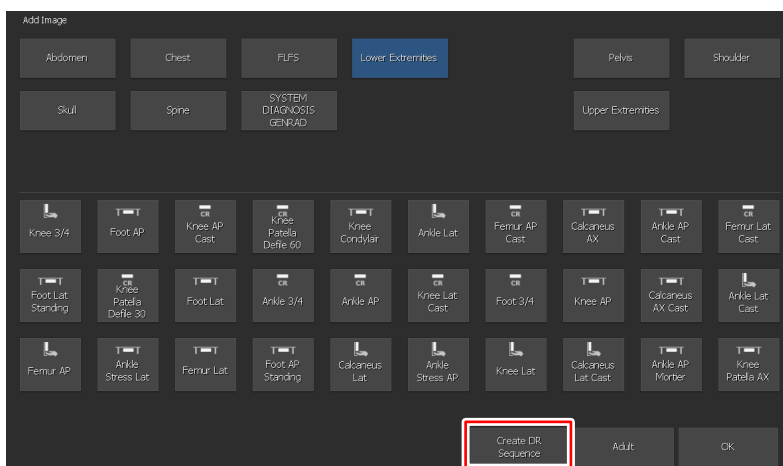 Add Image
Abdomen
Chest
FLFS
Lower Extremities
Pelvis
Shoulder
Skull
Spine
SYSTEM
DIAGNOSIS
GENRAD
Upper Extremities
Knee 3/4
Foot AP
CR
Knee AP
Cast
CR
Knee
Patella
Defile 60
Knee
Condylair
Ankle Lat
CR
Femur AP
Cast
Calcaneus
AX
Ankle AP
Cast
CR
Femur Lat
Cast
Foot Lat
Standing
CR
Knee
Patella
Defile 30
Foot Lat
CR
Ankle 3/4
CR
Ankle AP
CR
Knee Lat
Cast
CR
Foot 3/4
Knee AP
Calcaneus
AX Cast
Ankle Lat
Cast
Femur AP
Ankle
Stress Lat
Femur Lat
Foot AP
Standing
Calcaneus
Lat
Ankle
Stress AP
Knee Lat
Calcaneus
Lat Cast
Ankle AP
Mortier
Knee
Patella AX
Create DR
Sequence
Adult
OK